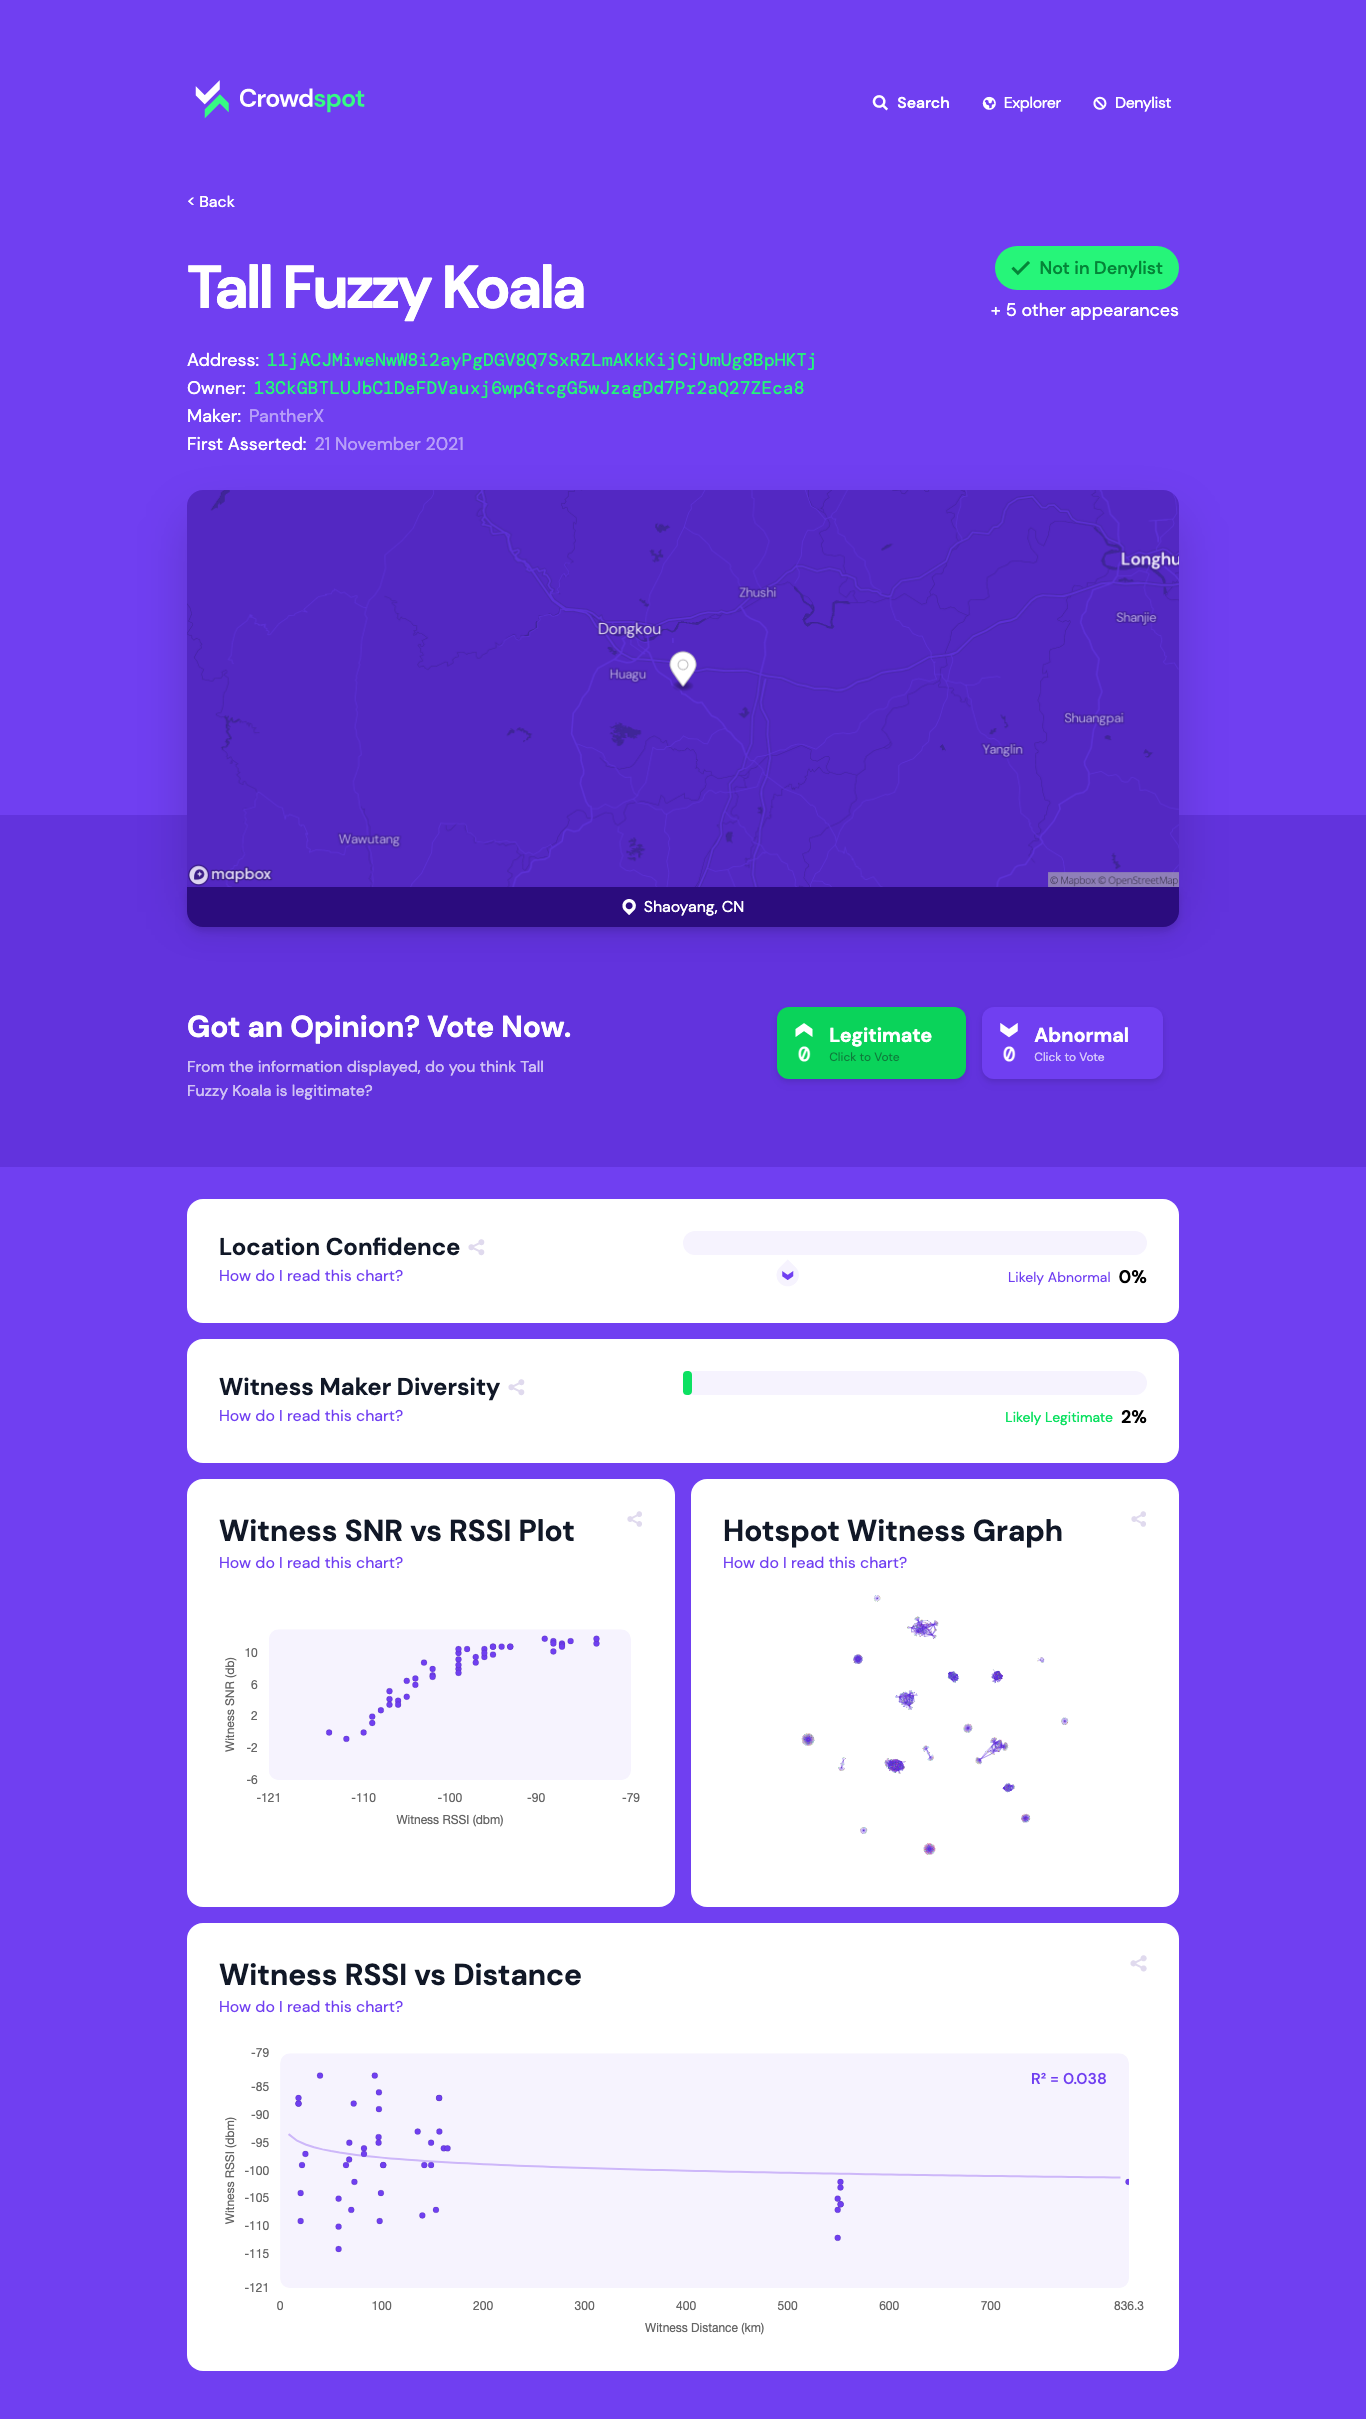 Crowdspot
Search
Explorer
Denylist
< Back
Tall Fuzzy Koala
Not in Denylist
+ 5 other appearances
Address: 11jACJMiweNwW8i2ayPgDGV8Q7SxRZLmAKkKijCjUmUg8BpHKTj
Owner: 13CkGBTLUJbC1DeFDVauxj6wpGtcgG5wJzagDd7Pr2aQ27ZEca8
Maker: PantherX
First Asserted: 21 November 2021
Longhu
Zhushi
Shanjie
Dongkou
Huagu
Shuangpai
Yanglin
Wawutang
mapbox
© Mapbox © OpenStreetMap
Shaoyang, CN
Got an Opinion? Vote Now.
From the information displayed, do you think Tall
Fuzzy Koala is legitimate?
0
Legitimate
Click to Vote
0
Abnormal
Click to Vote
Location Confidence
How do I read this chart?
Likely Abnormal 0%
Witness Maker Diversity
How do I read this chart?
Likely Legitimate 2%
Witness SNR vs RSSI Plot
How do I read this chart?
Witness SNR (db)
10
6
2
-2
-6
-121 -110 -100 -90 -79
Witness RSSI (dbm)
Hotspot Witness Graph
How do I read this chart?
Witness RSSI vs Distance
How do I read this chart?
R² = 0.038
Witness RSSI (dbm)
-79
-85
-90
-95
-100
-105
-110
-115
-121
0 100 200 300 400 500 600 700 836.3
Witness Distance (km)